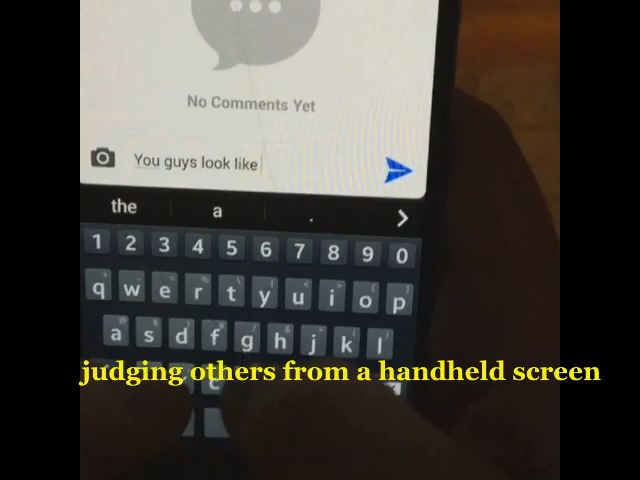 No Comments Yet
You guys look like
the a .
1 2 3 4 5 6 7 8 9 0
q w e r t y u i o p
a s d f g h j k l
judging others from a handheld screen